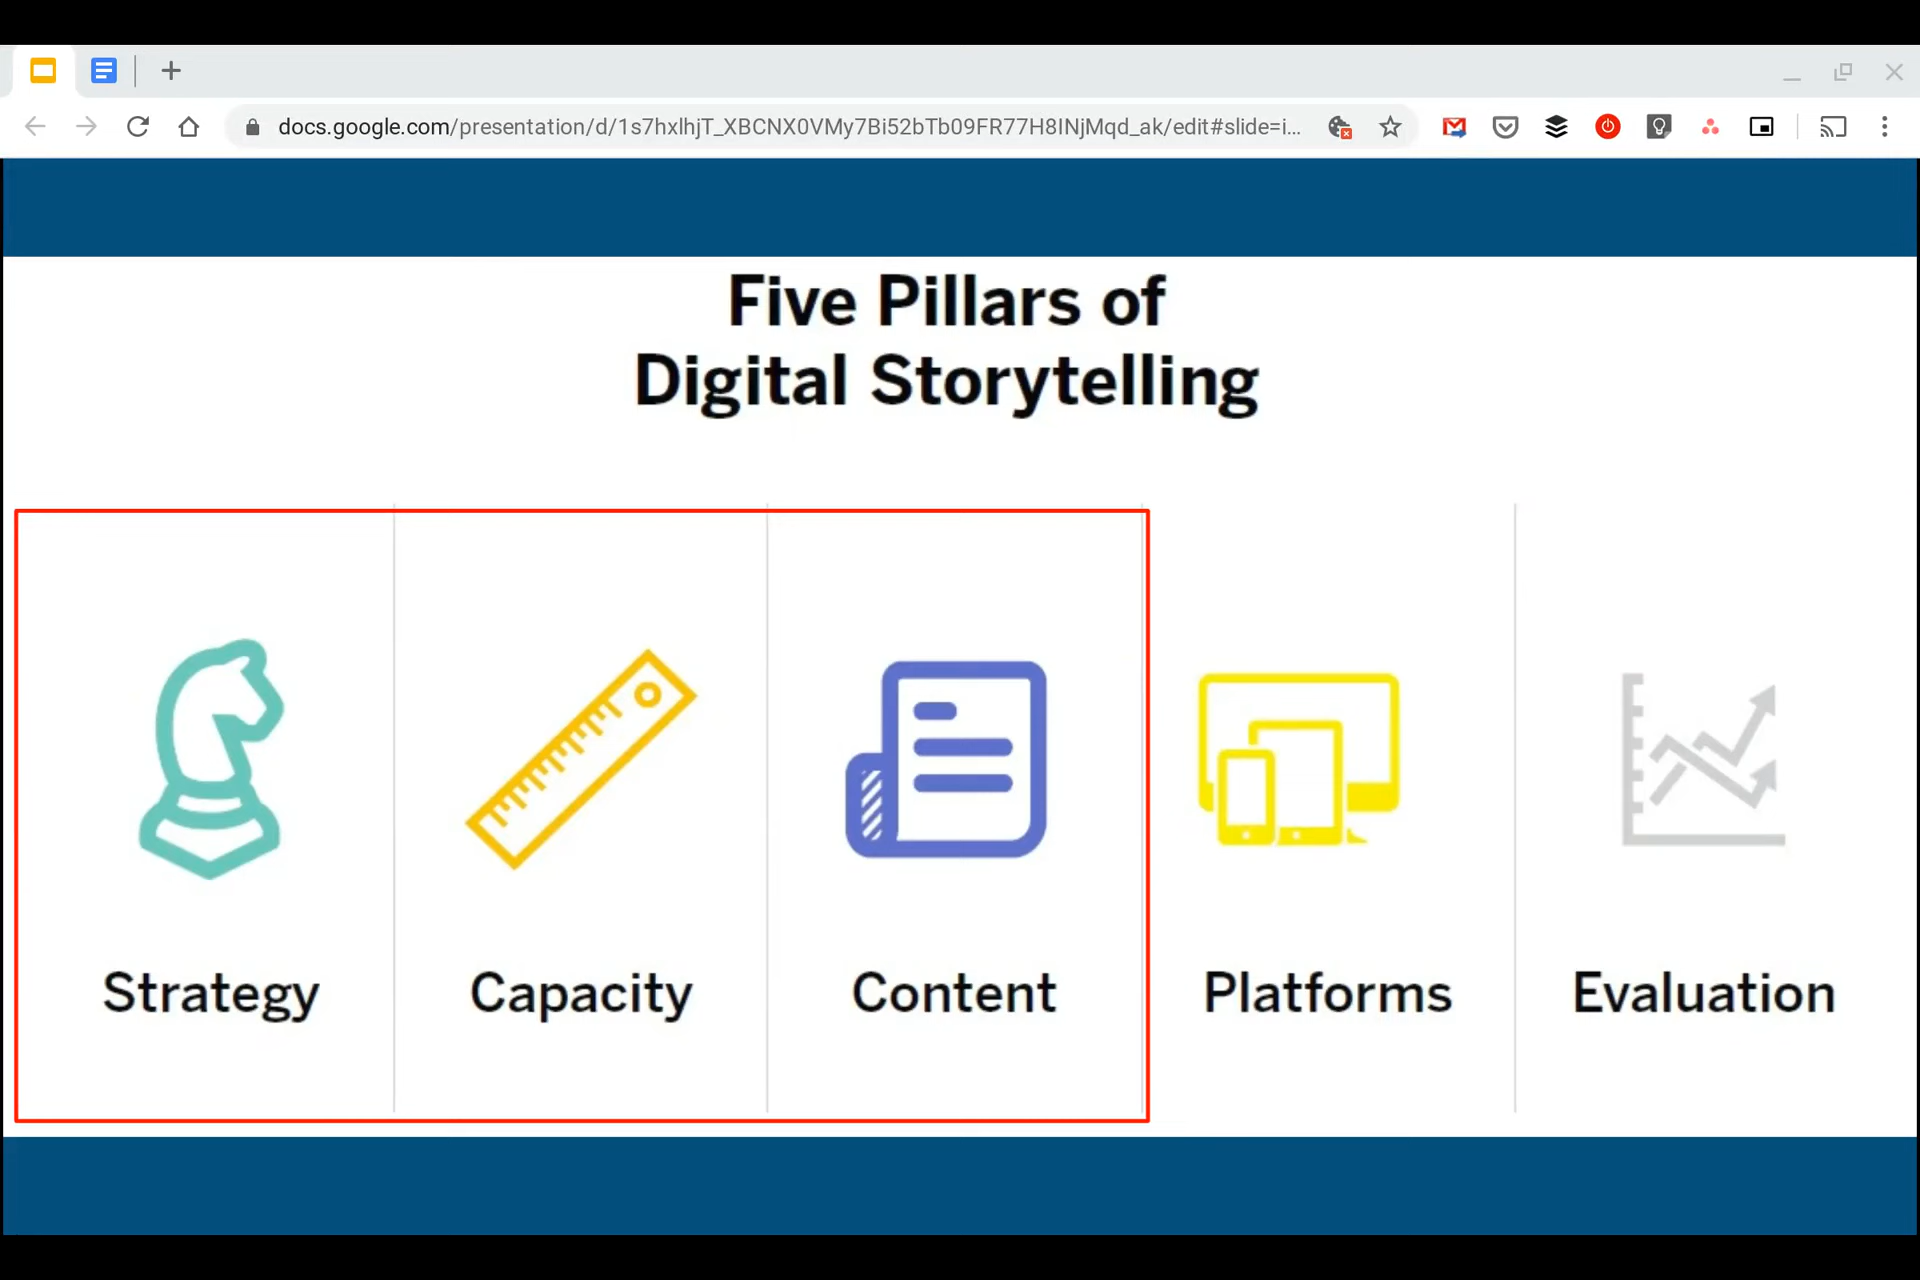 docs.google.com/presentation/d/1s7hxlhjT_XBCNX0VMy7Bi52bTb09FR77H8INjMqd_ak/edit#slide=i...
Five Pillars of
Digital Storytelling
Strategy
Capacity
Content
Platforms
Evaluation